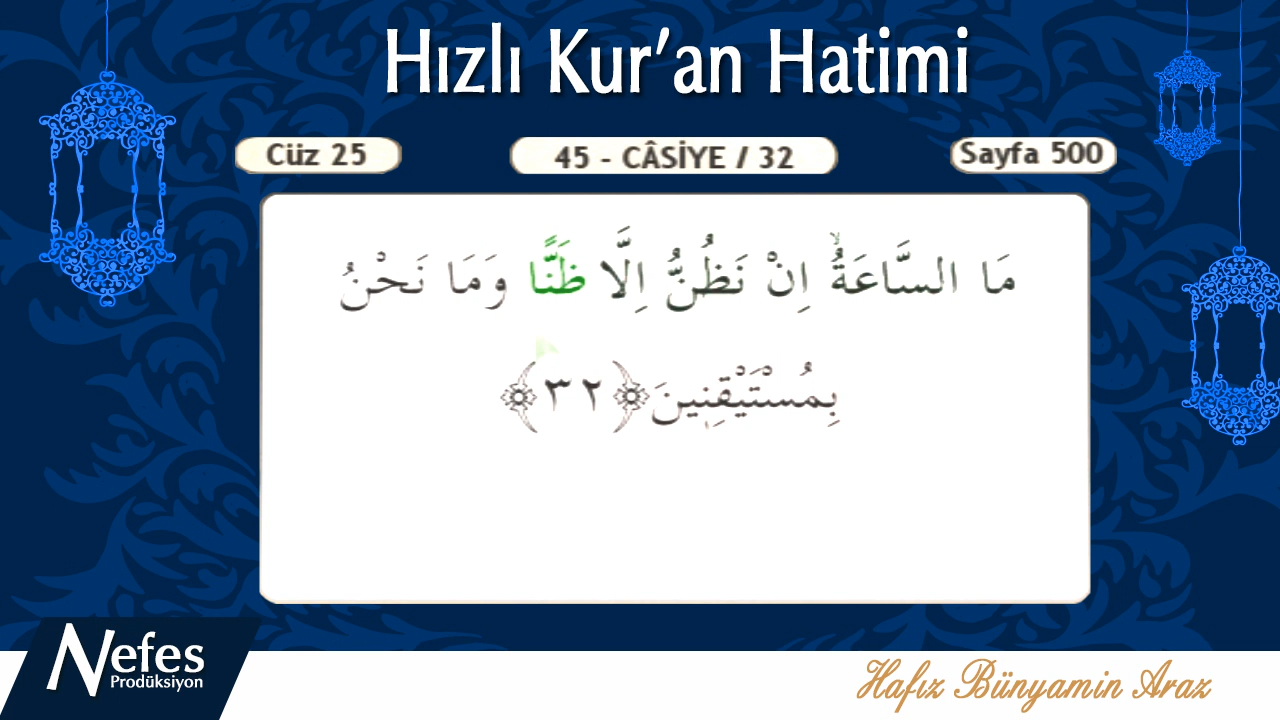 Hızlı Kur'an Hatimi
Cüz 25
45 - CÂSİYE / 32
Sayfa 500
مَا السَّاعَةُۙ اِنْ نَظُنُّ اِلَّا ظَنًّا وَمَا نَحْنُ
بِمُسْتَيْقِنٖينَ﴿٣٢﴾
Nefes
Prodüksiyon
Hafız Bünyamin Araz